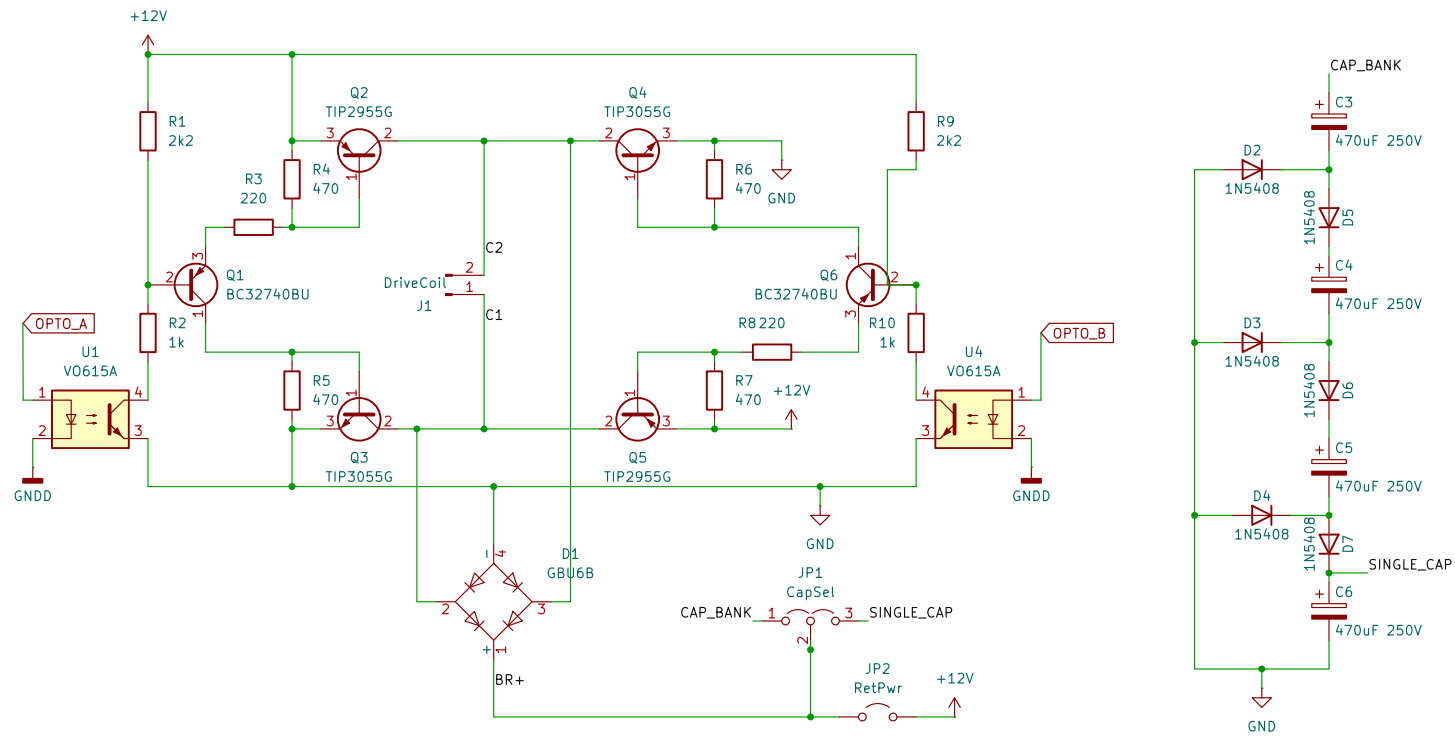 +12V
R1
2k2
Q2
TIP2955G
3
2
1
R4
470
R3
220
Q4
TIP3055G
2
3
1
R6
470
GND
R9
2k2
3
2
1
Q1
BC32740BU
C2
DriveCoil
2
1
J1
C1
1
Q6
2
BC32740BU
3
OPTO_A
R2
1k
U1
VO615A
1
4
2
3
GNDD
R5
470
1
3
2
Q3
TIP3055G
R8
220
R7
470
+12V
1
2
3
Q5
TIP2955G
R10
1k
OPTO_B
U4
VO615A
4
1
3
2
GNDD
GND
D1
GBU6B
-
4
2
3
+
1
BR+
JP1
CapSel
CAP_BANK
1
3
SINGLE_CAP
2
JP2
RetPwr
+12V
CAP_BANK
+
C3
470uF 250V
D2
1N5408
1N5408
D5
+
C4
470uF 250V
D3
1N5408
1N5408
D6
+
C5
470uF 250V
D4
1N5408
1N5408
D7
SINGLE_CAP
+
C6
470uF 250V
GND